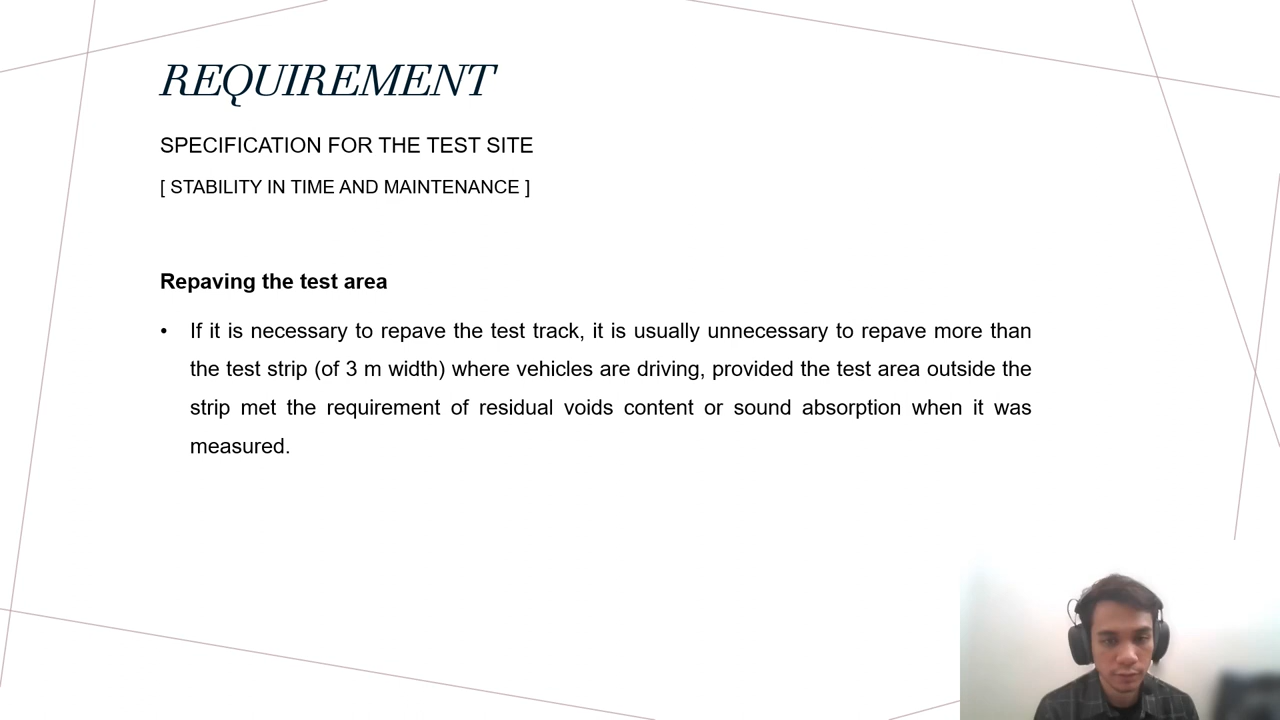 REQUIREMENT
SPECIFICATION FOR THE TEST SITE
[ STABILITY IN TIME AND MAINTENANCE ]
Repaving the test area
• If it is necessary to repave the test track, it is usually unnecessary to repave more than
the test strip (of 3 m width) where vehicles are driving, provided the test area outside the
strip met the requirement of residual voids content or sound absorption when it was
measured.